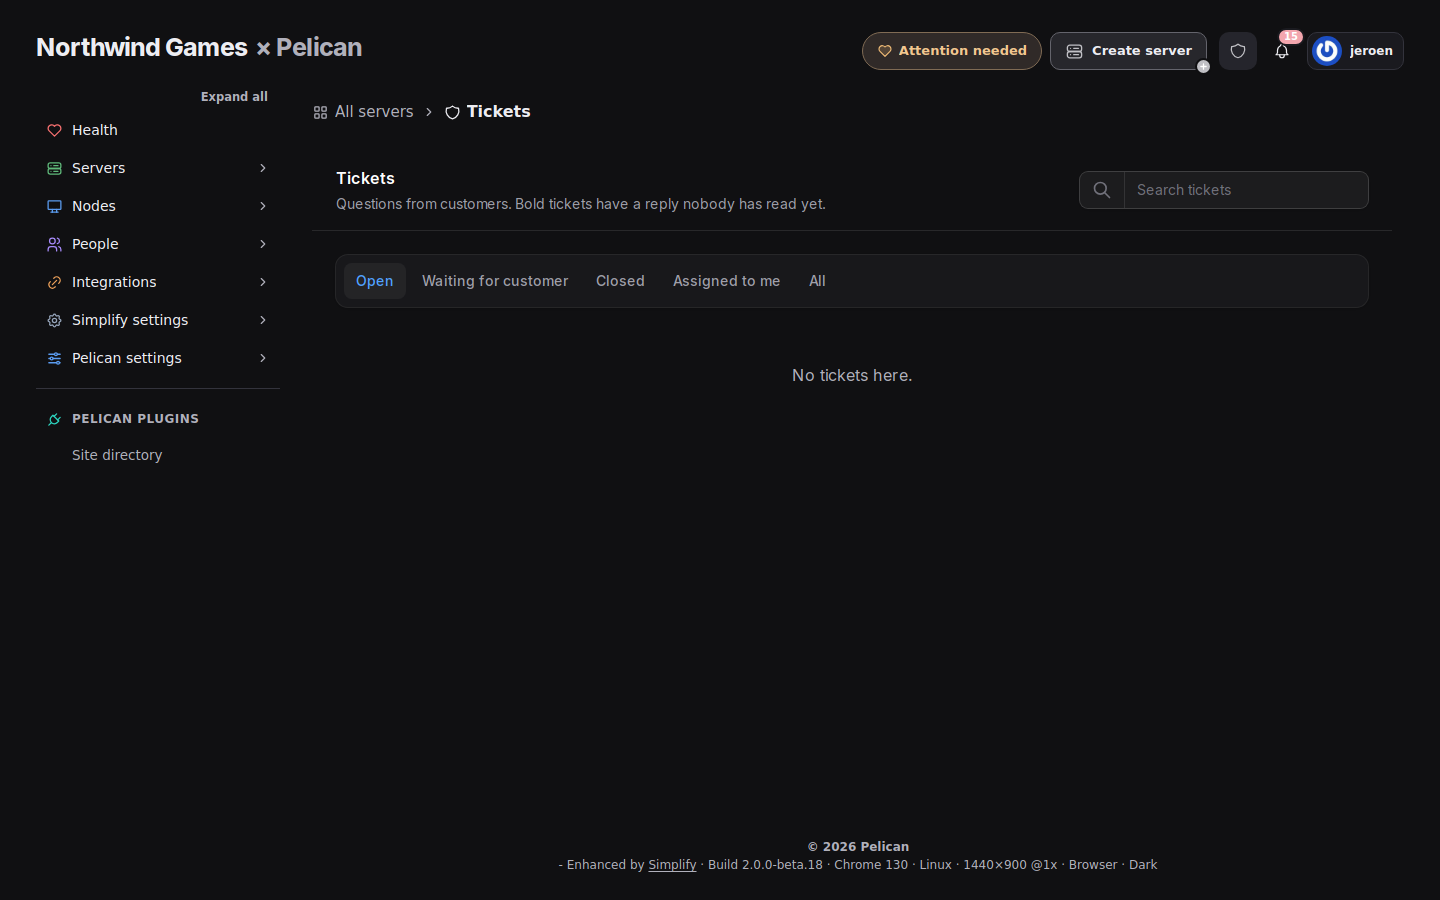 Northwind Games × Pelican
Attention needed
Create server
15
jeroen
Expand all
Health
Servers
Nodes
People
Integrations
Simplify settings
Pelican settings
PELICAN PLUGINS
Site directory
All servers > Tickets
Tickets
Questions from customers. Bold tickets have a reply nobody has read yet.
Search tickets
Open Waiting for customer Closed Assigned to me All
No tickets here.
© 2026 Pelican
- Enhanced by Simplify · Build 2.0.0-beta.18 · Chrome 130 · Linux · 1440×900 @1x · Browser · Dark